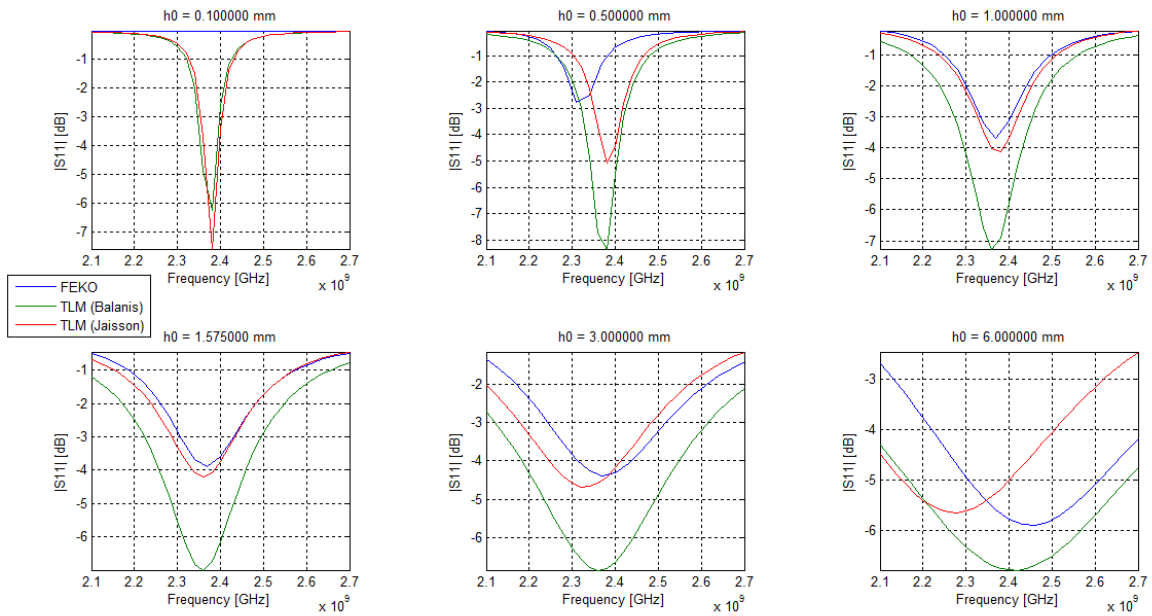 h0 = 0.100000 mm
|S11| [dB]
-1
-2
-3
-4
-5
-6
-7
2.1 2.2 2.3 2.4 2.5 2.6 2.7
Frequency [GHz]
x 10^9
h0 = 0.500000 mm
|S11| [dB]
-1
-2
-3
-4
-5
-6
-7
-8
2.1 2.2 2.3 2.4 2.5 2.6 2.7
Frequency [GHz]
x 10^9
h0 = 1.000000 mm
|S11| [dB]
-1
-2
-3
-4
-5
-6
-7
2.1 2.2 2.3 2.4 2.5 2.6 2.7
Frequency [GHz]
x 10^9
FEKO
TLM (Balanis)
TLM (Jaisson)
h0 = 1.575000 mm
|S11| [dB]
-1
-2
-3
-4
-5
-6
2.1 2.2 2.3 2.4 2.5 2.6 2.7
Frequency [GHz]
x 10^9
h0 = 3.000000 mm
|S11| [dB]
-2
-3
-4
-5
-6
2.1 2.2 2.3 2.4 2.5 2.6 2.7
Frequency [GHz]
x 10^9
h0 = 6.000000 mm
|S11| [dB]
-3
-4
-5
-6
2.1 2.2 2.3 2.4 2.5 2.6 2.7
Frequency [GHz]
x 10^9